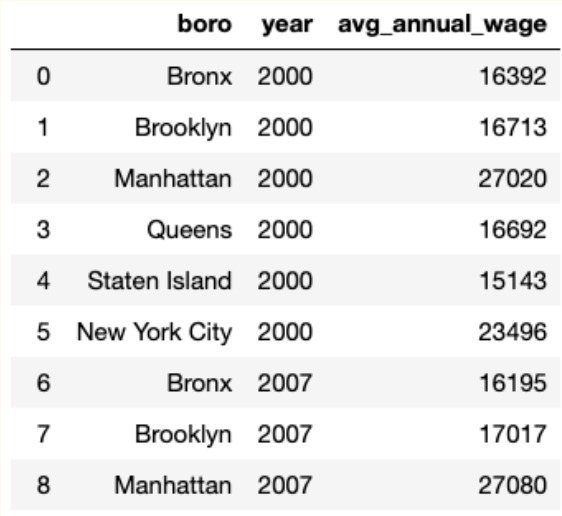 boro year avg_annual_wage
0 Bronx 2000 16392
1 Brooklyn 2000 16713
2 Manhattan 2000 27020
3 Queens 2000 16692
4 Staten Island 2000 15143
5 New York City 2000 23496
6 Bronx 2007 16195
7 Brooklyn 2007 17017
8 Manhattan 2007 27080